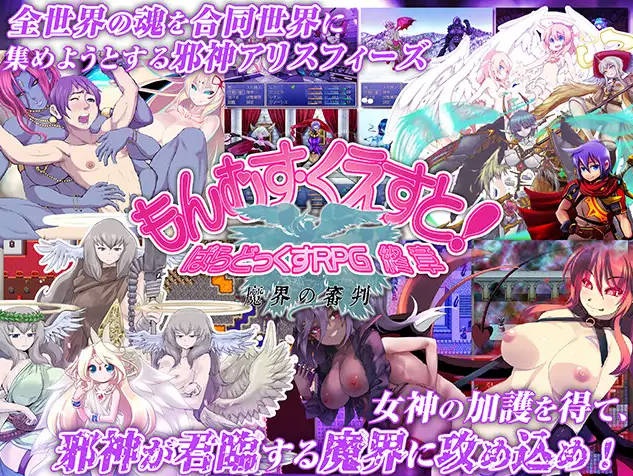 全世界の魂を合同世界に
集めようとする邪神アリスフィーズ
もんむす・くえすと!
ぱらどっくすRPG 終章
魔界の審判
女神の加護を得て、
邪神が君臨する魔界に攻め込め!